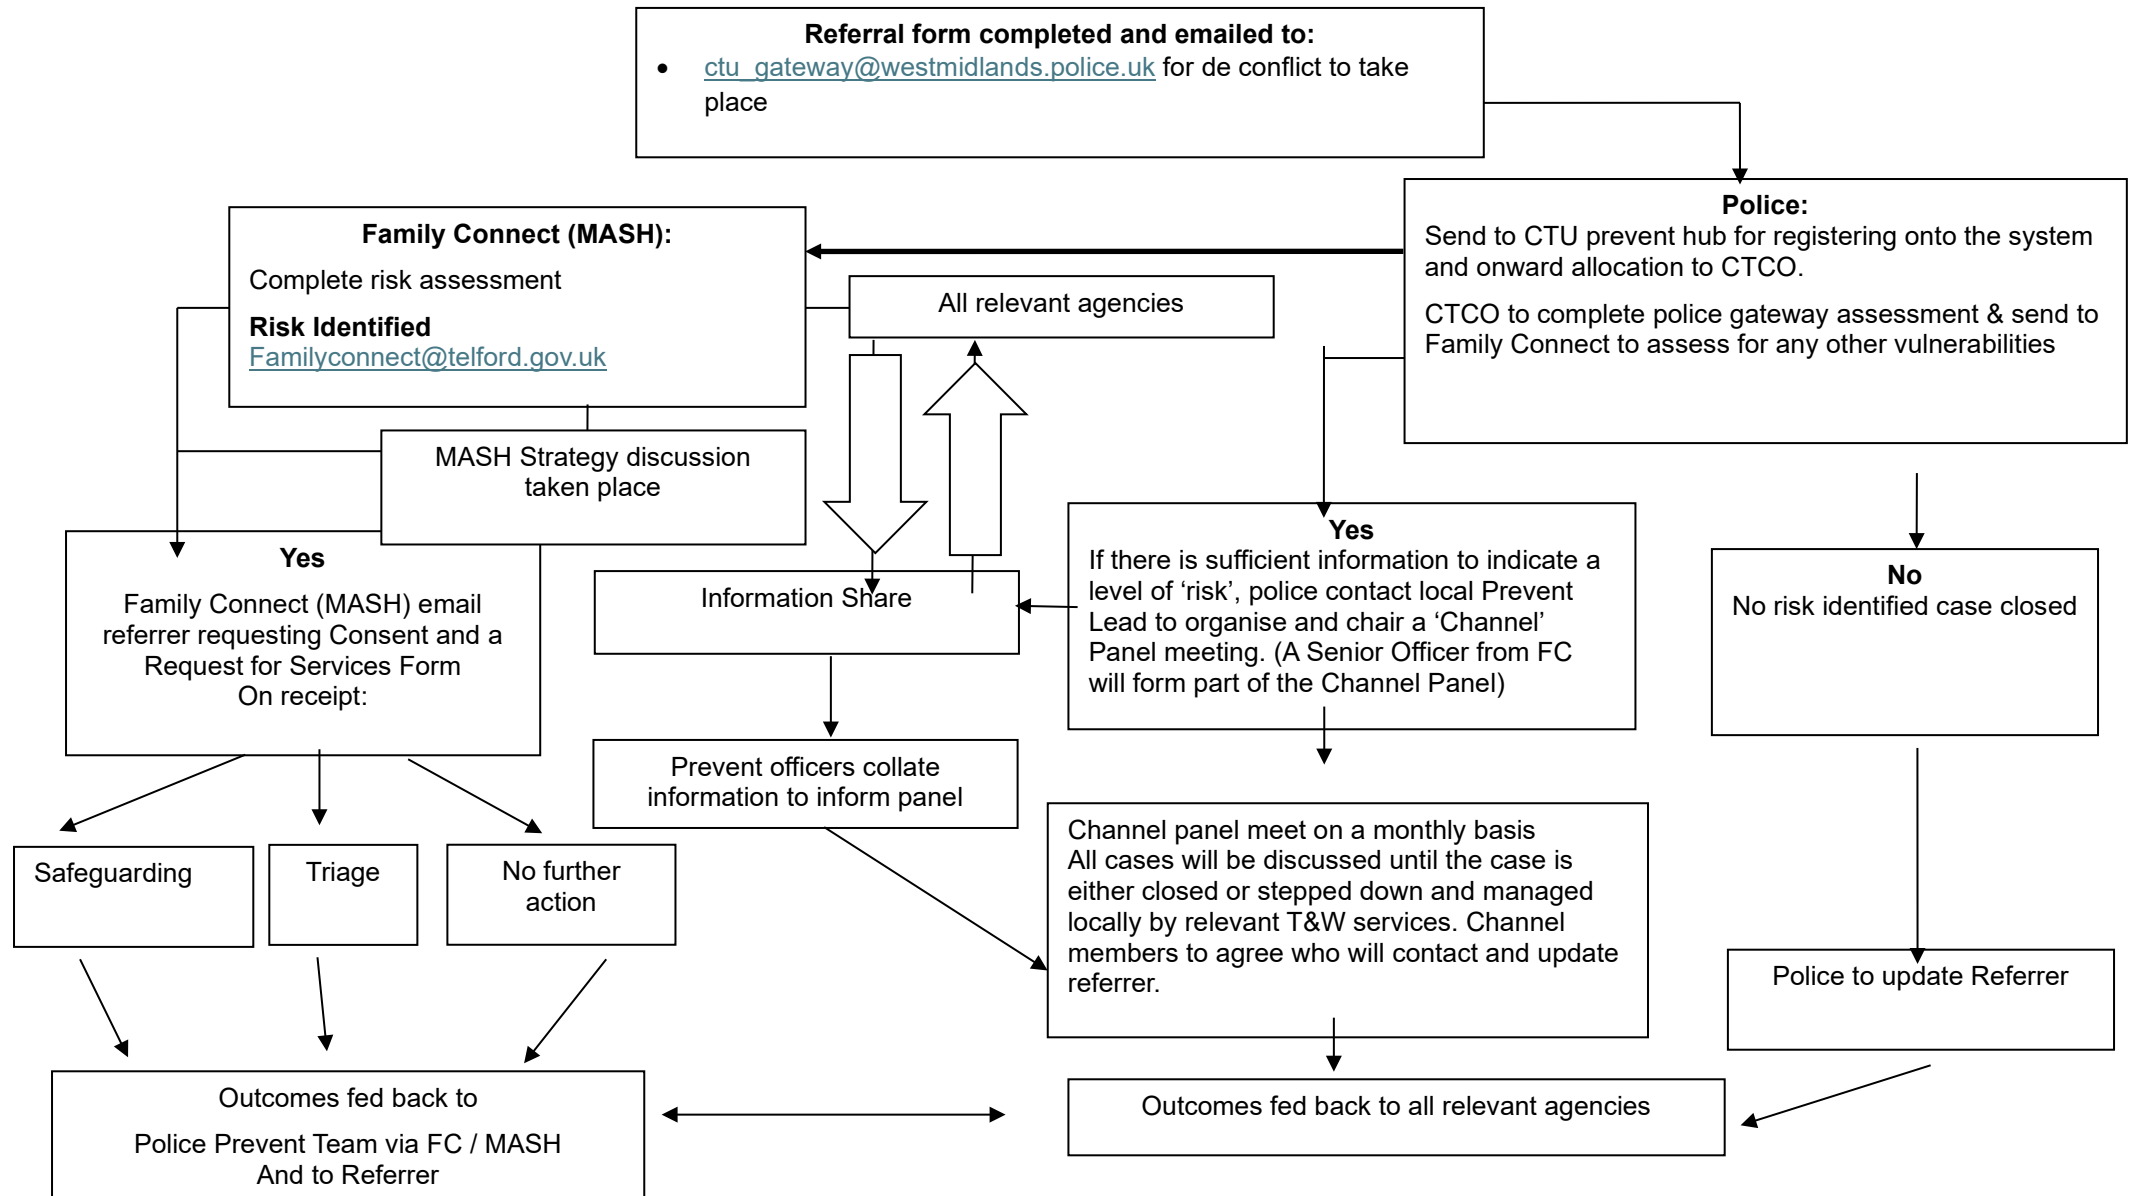 Referral form completed and emailed to:
• ctu_gateway@westmidlands.police.uk for de conflict to take
place
Police:
Send to CTU prevent hub for registering onto the system
and onward allocation to CTCO.
CTCO to complete police gateway assessment & send to
Family Connect to assess for any other vulnerabilities
Family Connect (MASH):
Complete risk assessment
Risk Identified
Familyconnect@telford.gov.uk
All relevant agencies
MASH Strategy discussion
taken place
Yes
Family Connect (MASH) email
referrer requesting Consent and a
Request for Services Form
On receipt:
Information Share
Yes
If there is sufficient information to indicate a
level of ‘risk’, police contact local Prevent
Lead to organise and chair a ‘Channel’
Panel meeting. (A Senior Officer from FC
will form part of the Channel Panel)
No
No risk identified case closed
Prevent officers collate
information to inform panel
Safeguarding
Triage
No further
action
Channel panel meet on a monthly basis
All cases will be discussed until the case is
either closed or stepped down and managed
locally by relevant T&W services. Channel
members to agree who will contact and update
referrer.
Police to update Referrer
Outcomes fed back to
Police Prevent Team via FC / MASH
And to Referrer
Outcomes fed back to all relevant agencies